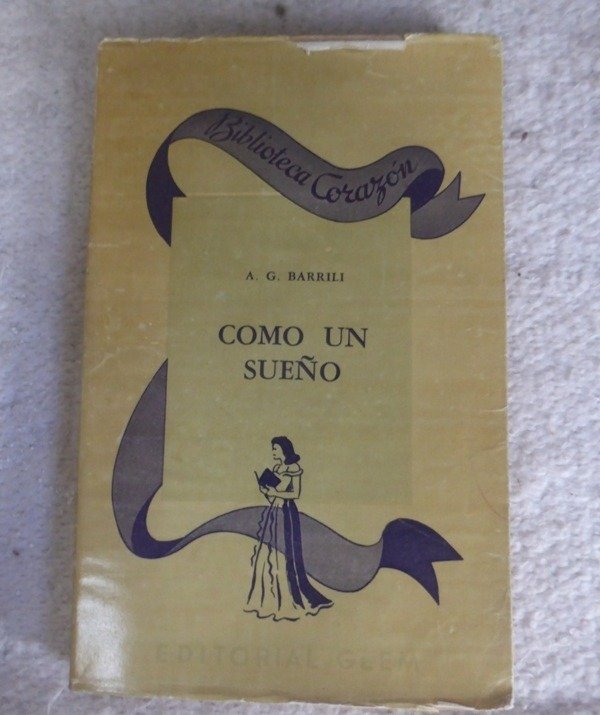 Biblioteca Corazón
A. G. BARRILI
COMO UN
SUEÑO
EDITORIAL GLEM